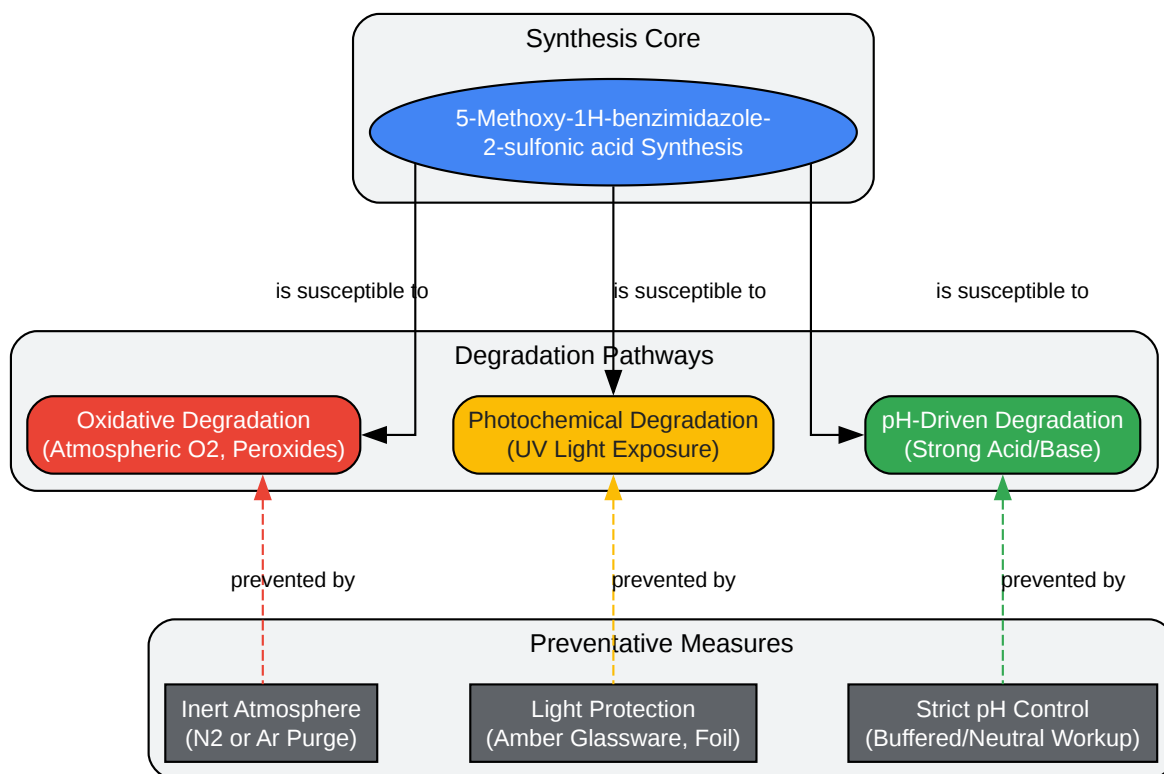 Synthesis Core
5-Methoxy-1H-benzimidazole-
2-sulfonic acid Synthesis
is susceptible to
is susceptible to
is susceptible to
Degradation Pathways
Oxidative Degradation
(Atmospheric O2, Peroxides)
Photochemical Degradation
(UV Light Exposure)
pH-Driven Degradation
(Strong Acid/Base)
prevented by
prevented by
prevented by
Preventative Measures
Inert Atmosphere
(N2 or Ar Purge)
Light Protection
(Amber Glassware, Foil)
Strict pH Control
(Buffered/Neutral Workup)